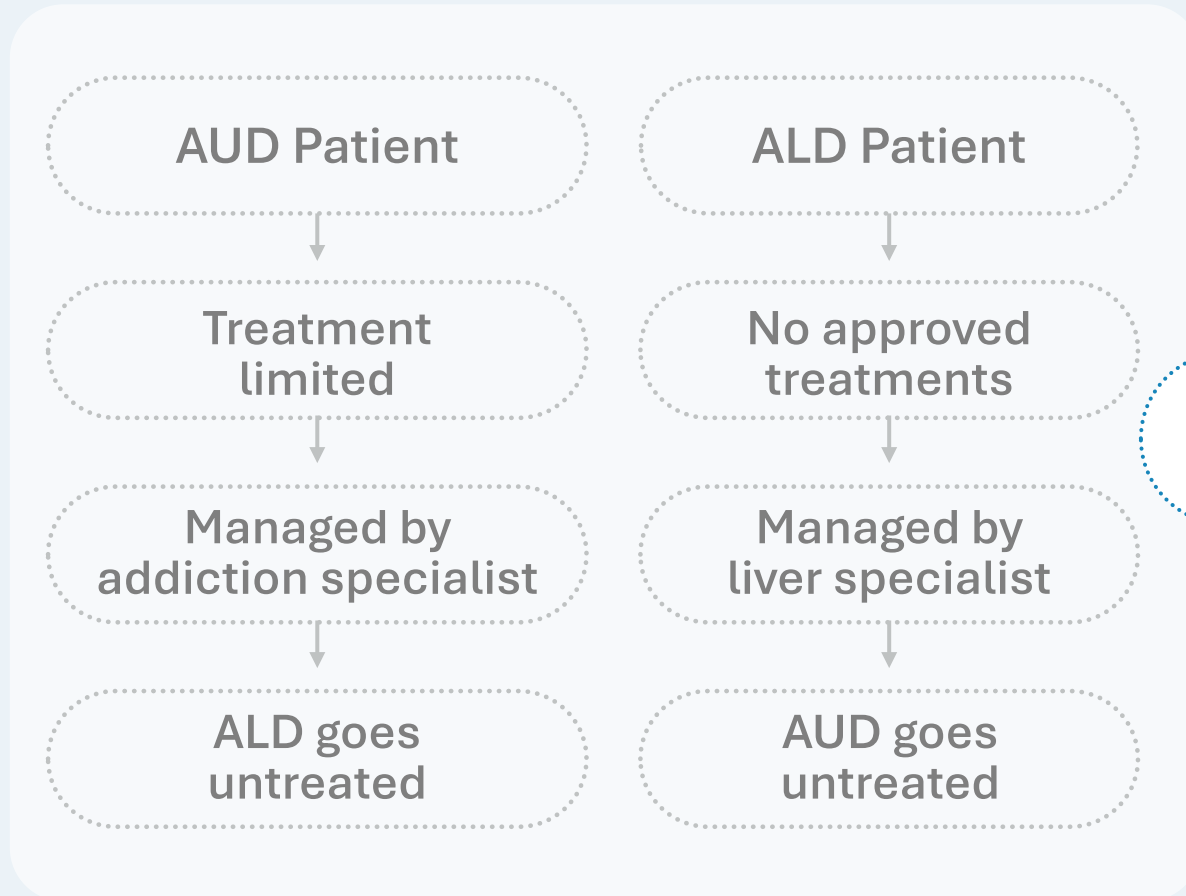 AUD Patient
Treatment
limited
Managed by
addiction specialist
ALD goes
untreated
ALD Patient
No approved
treatments
Managed by
liver specialist
AUD goes
untreated